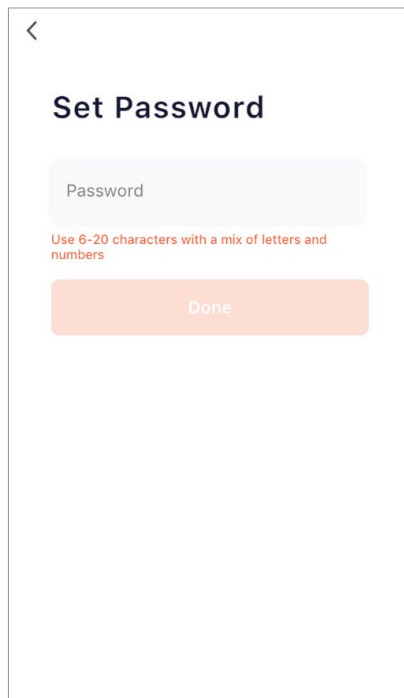 Set Password
Password
Use 6-20 characters with a mix of letters and
numbers
Done